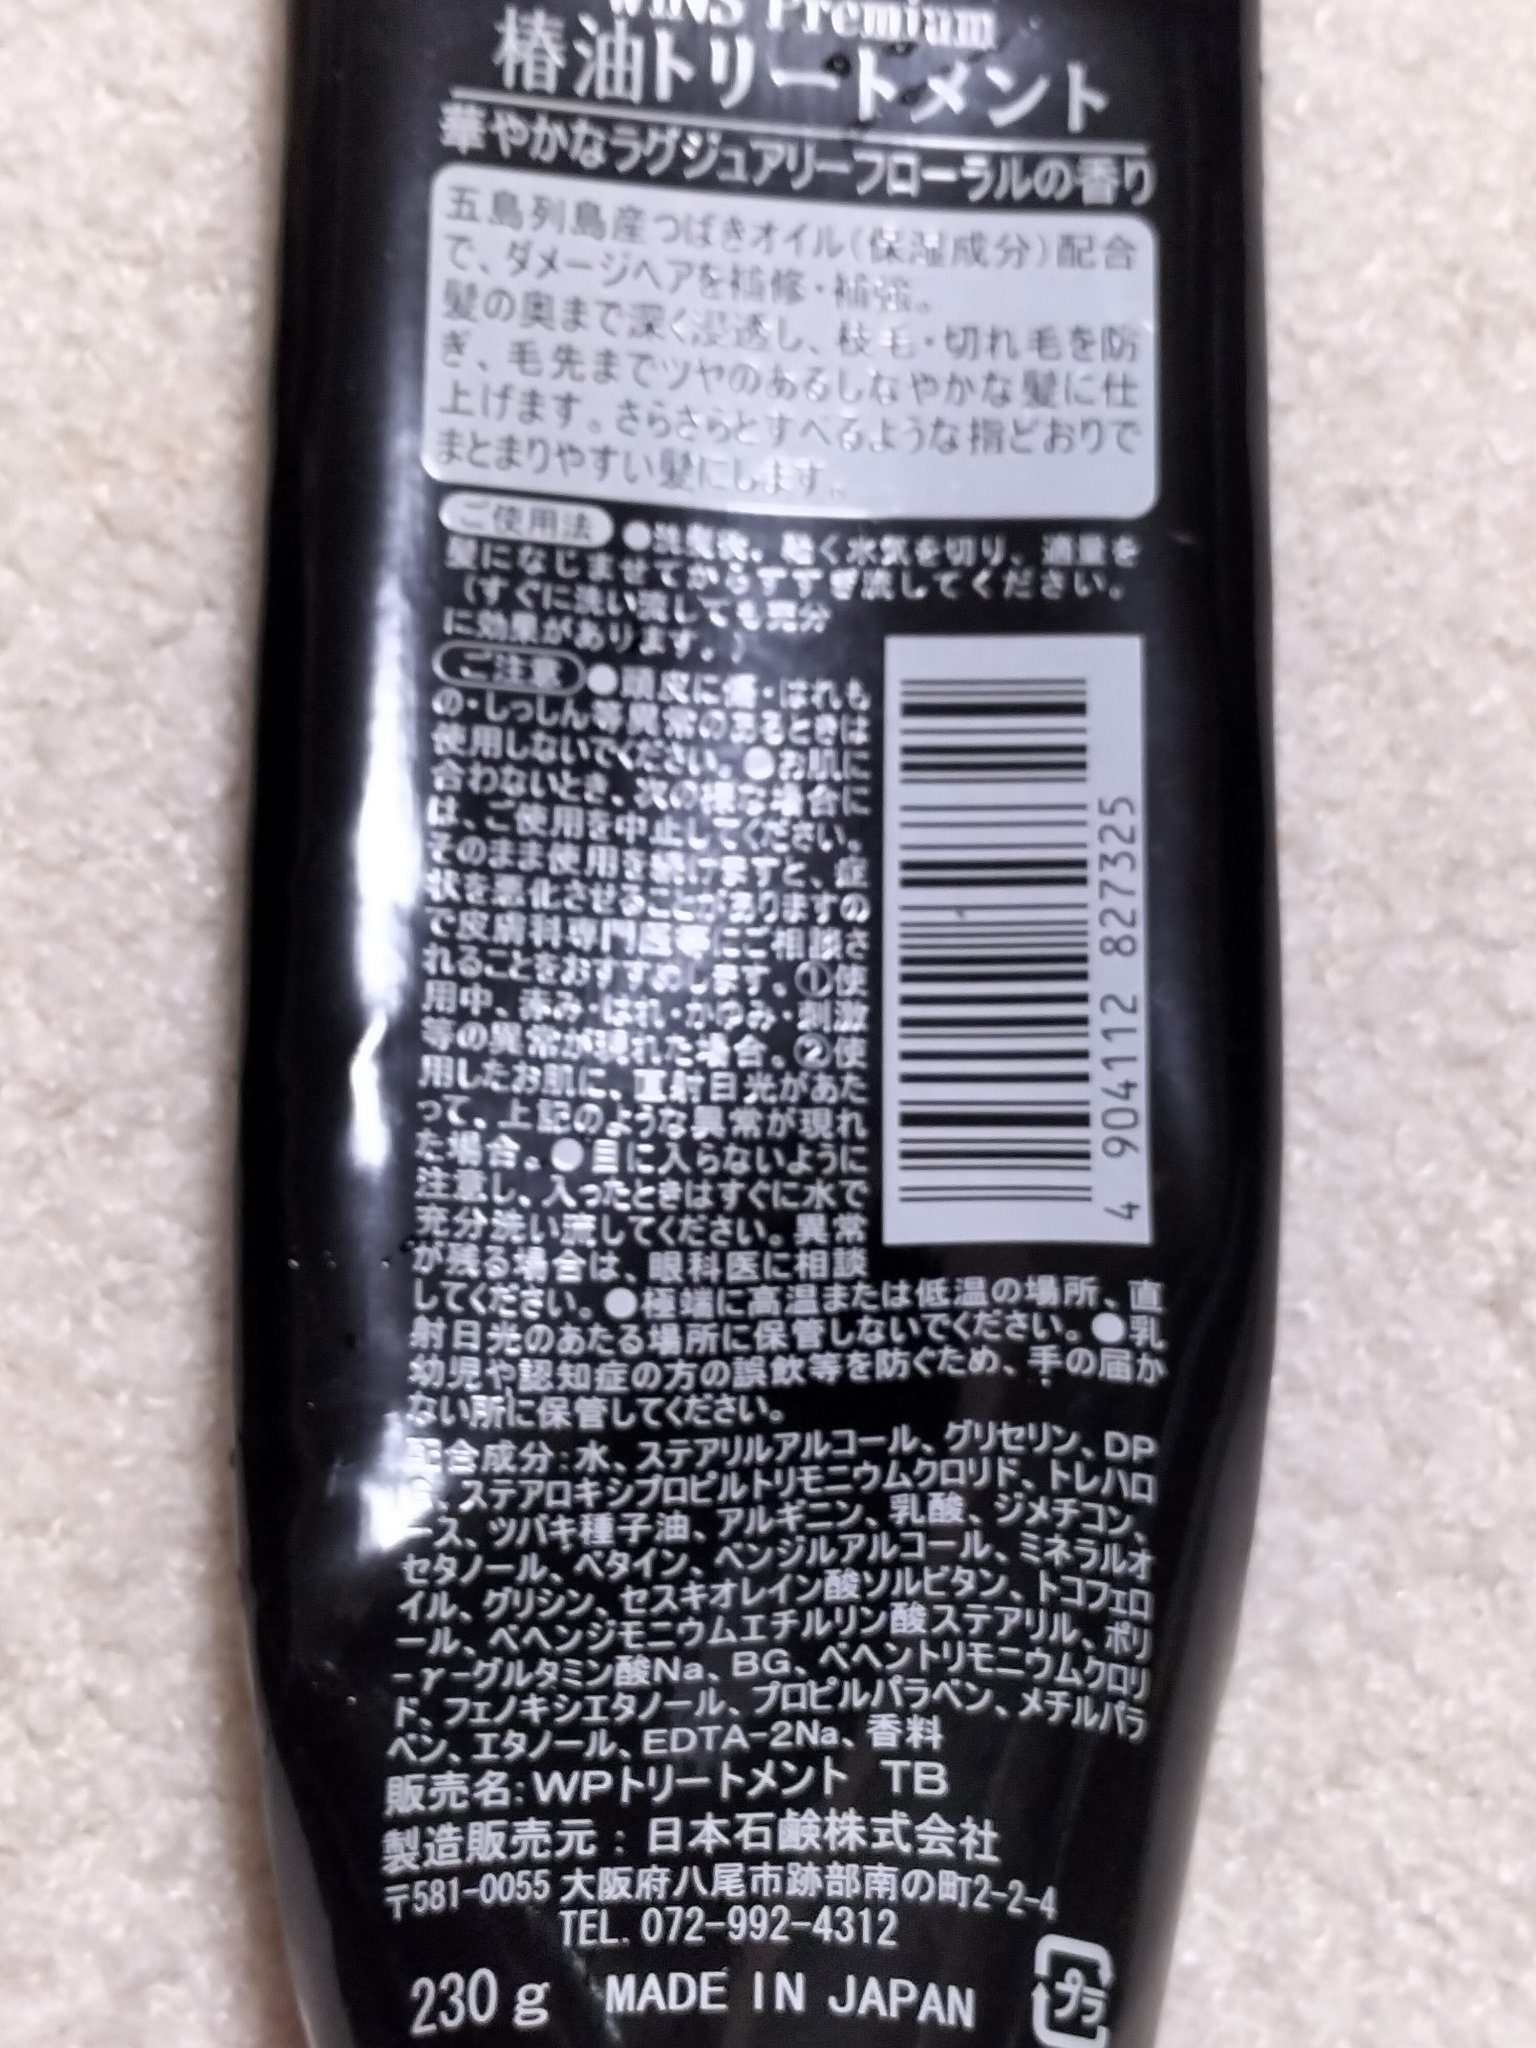 WINS Premium
椿油トリートメント
華やかなラグジュアリーフローラルの香り
五島列島産つばきオイル(保湿成分)配合
で、ダメージヘアを補修・補強。
髪の奥まで深く浸透し、枝毛・切れ毛を防
ぎ、毛先までツヤのあるしなやかな髪に仕
上げます。さらさらとすべるような指どおりで
まとまりやすい髪にします。
ご使用法 ●洗髪後、軽く水気を切り、適量を
髪になじませてからすすぎ流してください。
(すぐに洗い流しても充分
に効果があります。)
ご注意 ●頭皮に傷・はれも
の・しっしん等異常のあるときは
使用しないでください。●お肌に
合わないとき、次の様な場合に
は、ご使用を中止してください。
そのまま使用を続けますと、症
状を悪化させることがありますの
で皮膚科専門医等にご相談さ
れることをおすすめします。①使
用中、赤み・はれ・かゆみ・刺激
等の異常が現れた場合。②使
用したお肌に、直射日光があた
って、上記のような異常が現れ
た場合。●目に入らないように
注意し、入ったときはすぐに水で
充分洗い流してください。異常
が残る場合は、眼科医に相談
してください。●極端に高温または低温の場所、直
射日光のあたる場所に保管しないでください。●乳
幼児や認知症の方の誤飲等を防ぐため、手の届か
ない所に保管してください。
4 904112 827325
配合成分:水、ステアリルアルコール、グリセリン、DP
G、ステアロキシプロピルトリモニウムクロリド、トレハロ
ース、ツバキ種子油、アルギニン、乳酸、ジメチコン、
セタノール、ベタイン、ベンジルアルコール、ミネラルオ
イル、グリシン、セスキオレイン酸ソルビタン、トコフェロ
ール、ベヘンジモニウムエチルリン酸ステアリル、ポリ
-γ-グルタミン酸Na、BG、ベヘントリモニウムクロリ
ド、フェノキシエタノール、プロピルパラベン、メチルパラ
ベン、エタノール、EDTA-2Na、香料
販売名:WPトリートメント TB
製造販売元:日本石鹸株式会社
〒581-0055 大阪府八尾市跡部南の町2-2-4
TEL. 072-992-4312
230g MADE IN JAPAN
プラ